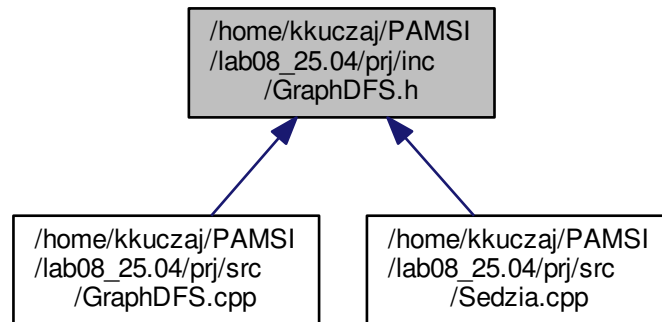 /home/kkuczaj/PAMSI
/lab08_25.04/prj/inc
/GraphDFS.h
/home/kkuczaj/PAMSI
/lab08_25.04/prj/src
/GraphDFS.cpp
/home/kkuczaj/PAMSI
/lab08_25.04/prj/src
/Sedzia.cpp